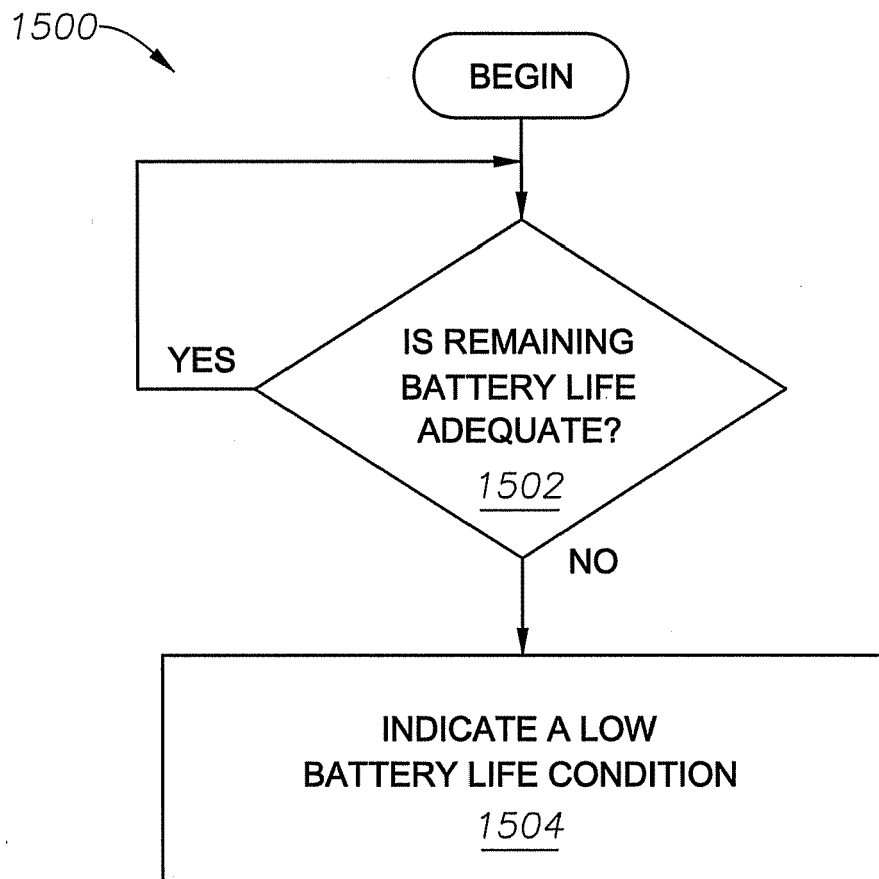 1500
BEGIN
YES
IS REMAINING
BATTERY LIFE
ADEQUATE?
1502
NO
INDICATE A LOW
BATTERY LIFE CONDITION
1504